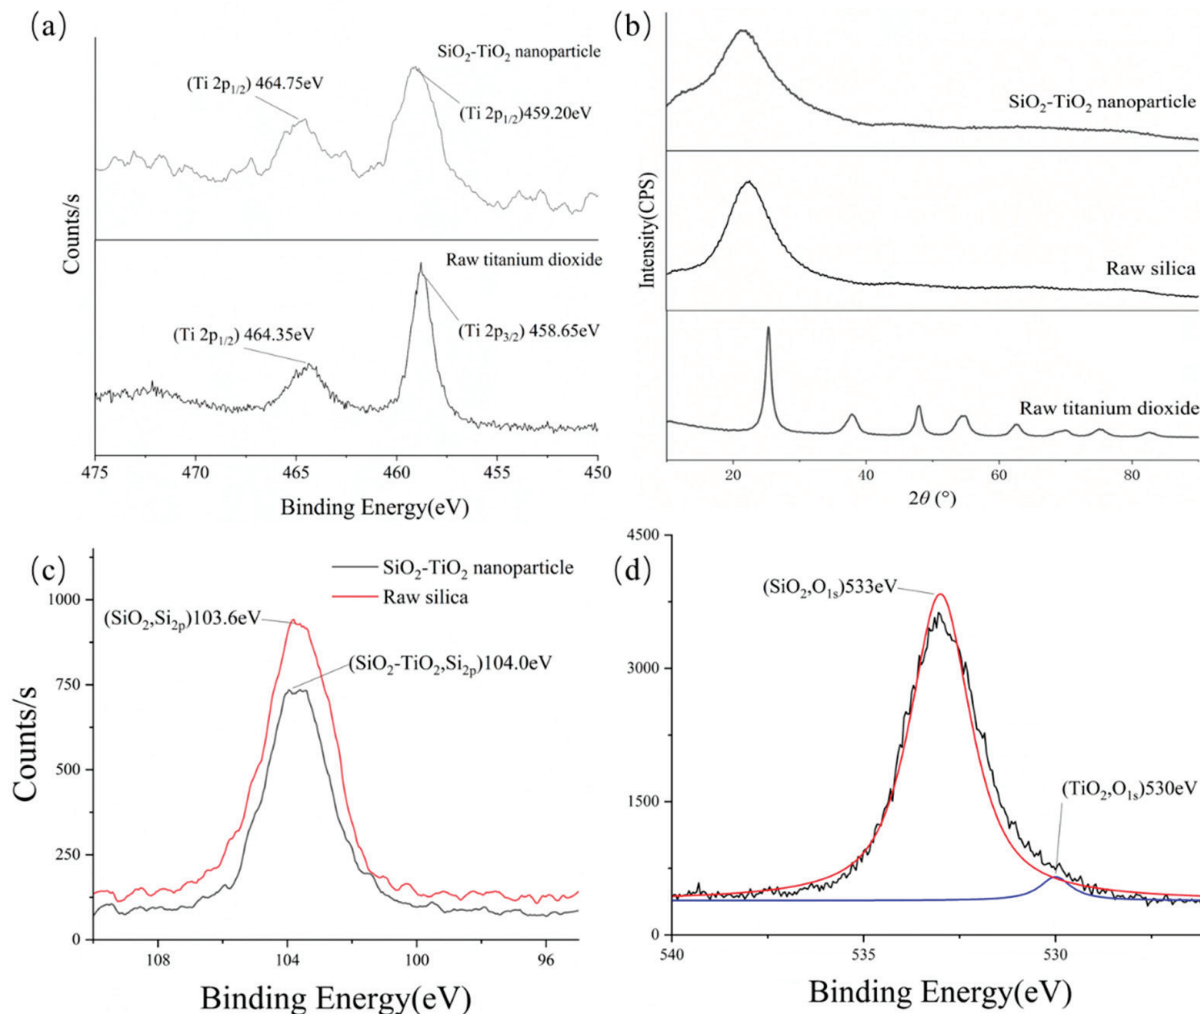 (a)
SiO₂-TiO₂ nanoparticle
(Ti 2p₁/₂) 464.75eV
(Ti 2p₁/₂)459.20eV
Raw titanium dioxide
(Ti 2p₁/₂) 464.35eV
(Ti 2p₃/₂) 458.65eV
Counts/s
475 470 465 460 455 450
Binding Energy(eV)
(b)
SiO₂-TiO₂ nanoparticle
Raw silica
Raw titanium dioxide
Intensity(CPS)
20 40 60 80
2θ (°)
(c)
SiO₂-TiO₂ nanoparticle
Raw silica
(SiO₂,Si₂ₚ)103.6eV
(SiO₂-TiO₂,Si₂ₚ)104.0eV
1000
750
500
250
0
Counts/s
108 104 100 96
Binding Energy(eV)
(d)
(SiO₂,O₁ₛ)533eV
(TiO₂,O₁ₛ)530eV
4500
3000
1500
0
540 535 530
Binding Energy(eV)